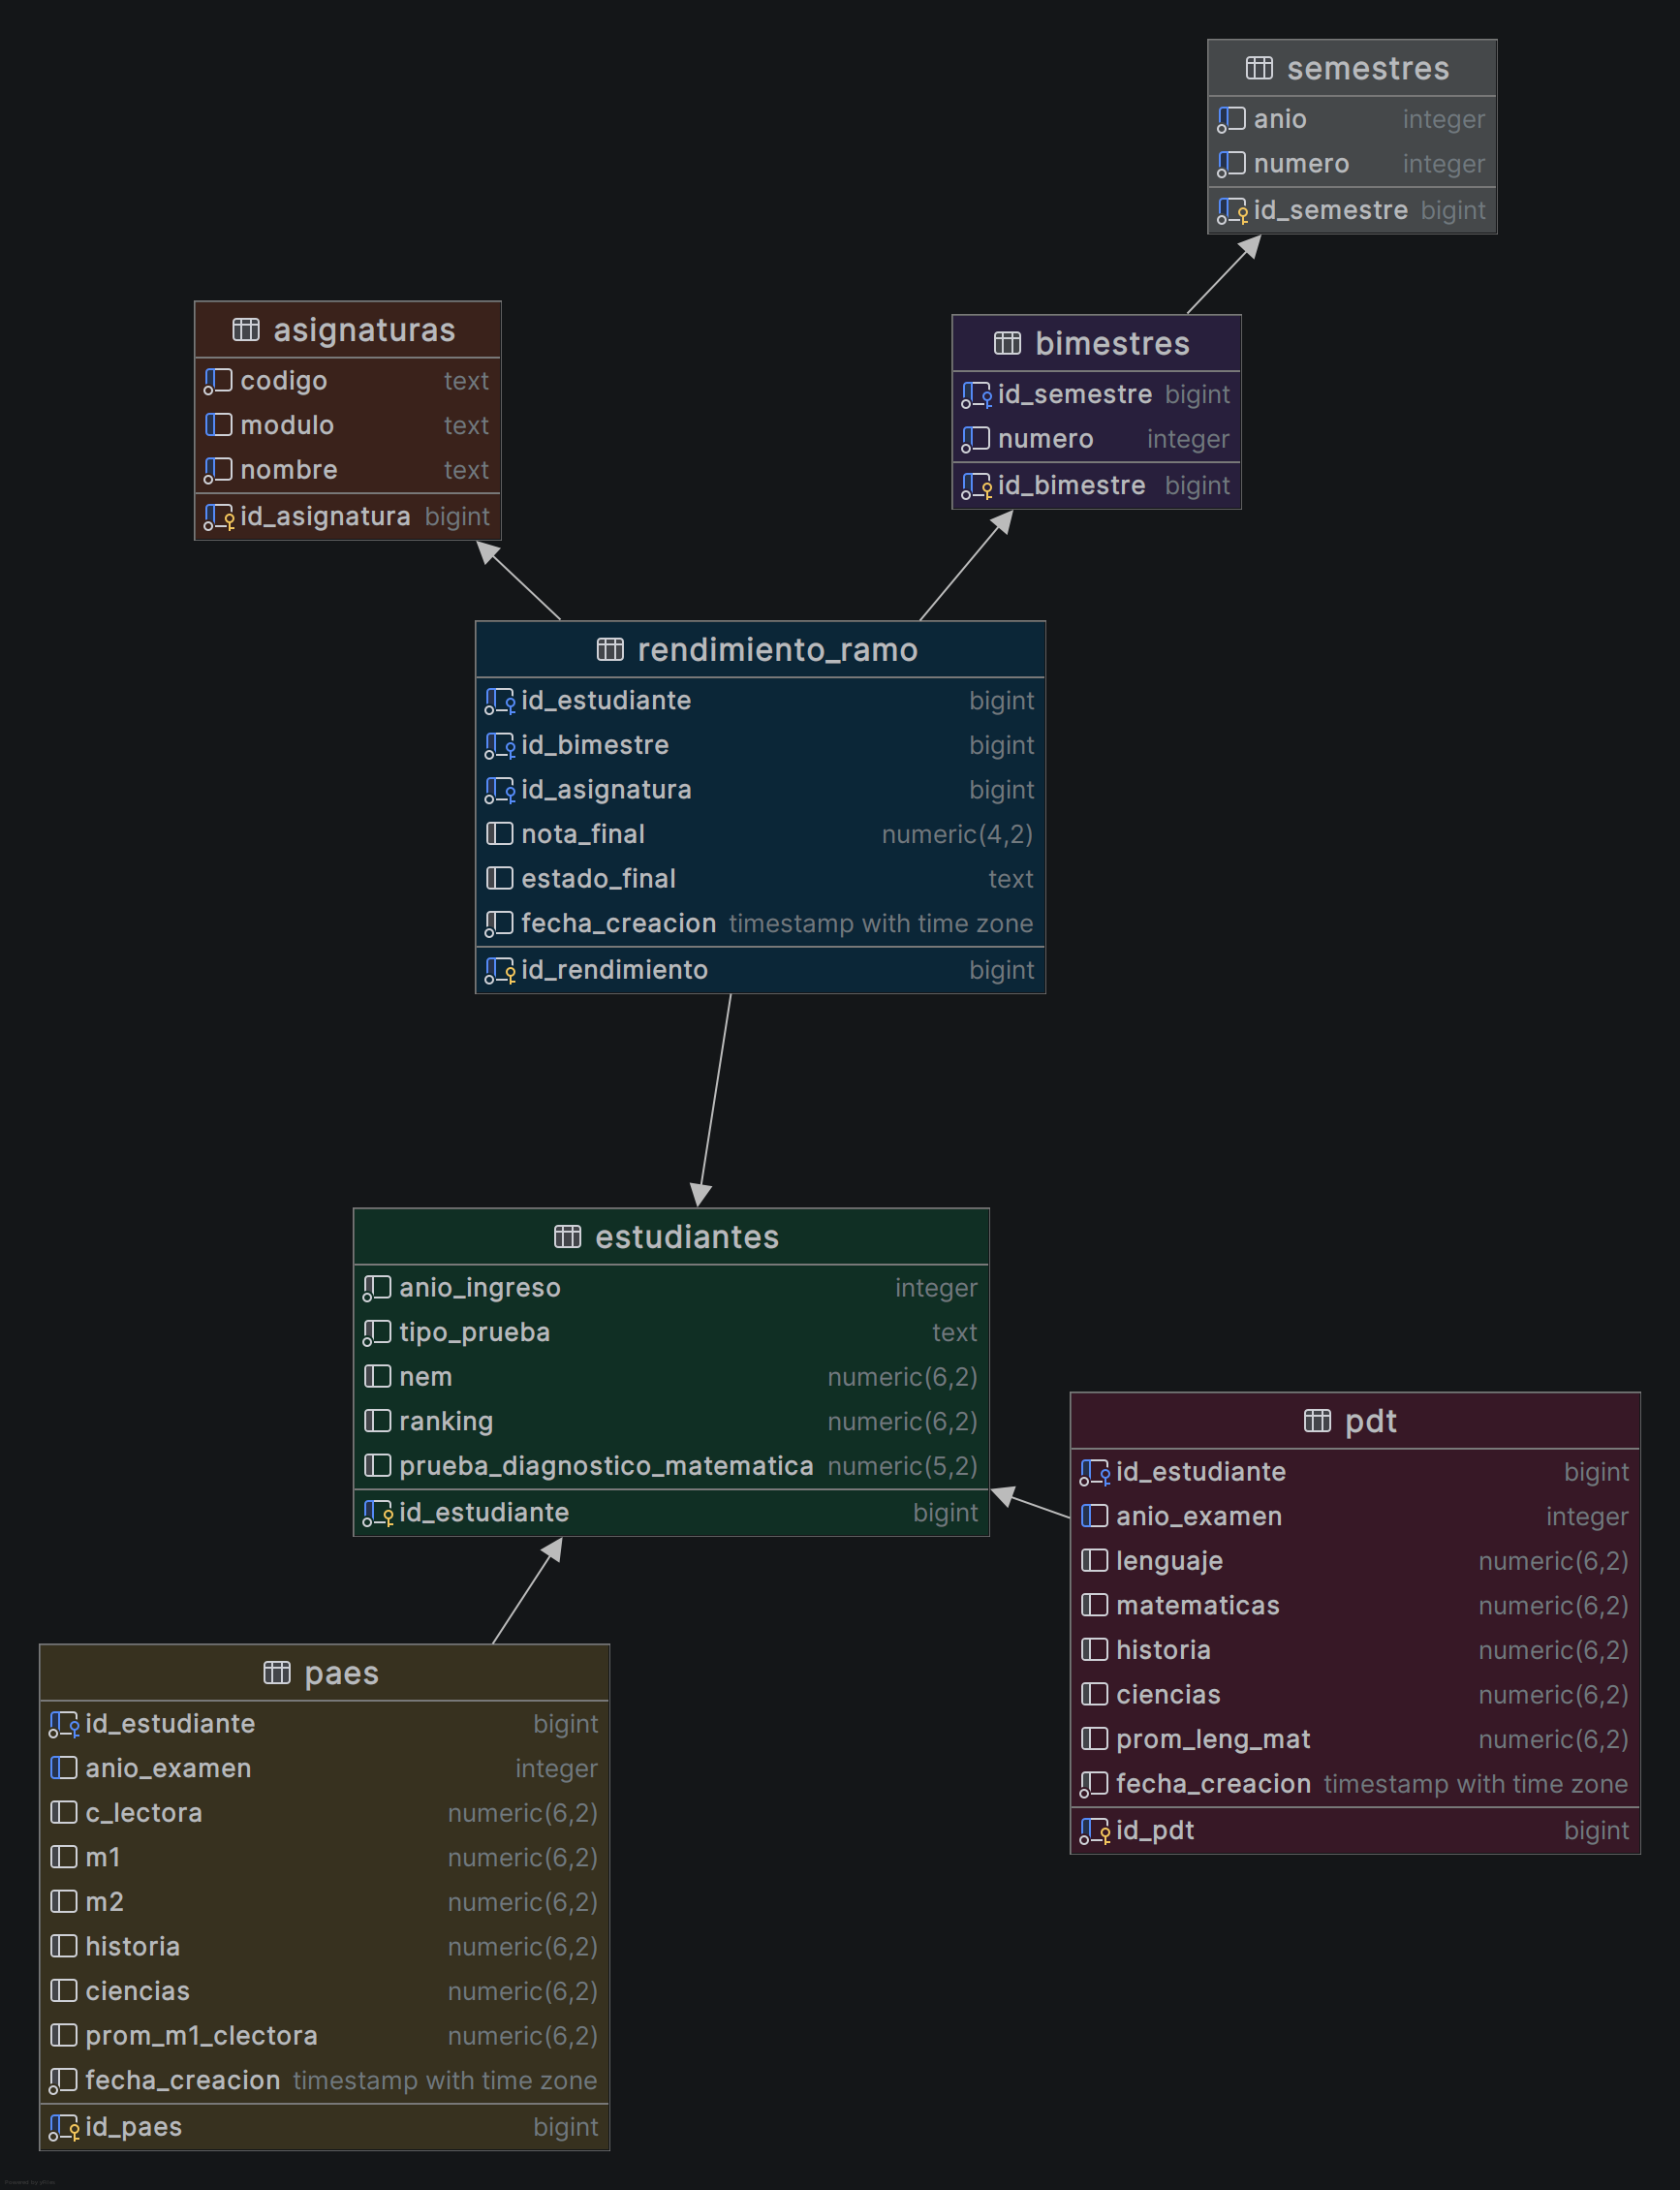 semestres
anio integer
numero integer
id_semestre bigint
asignaturas
codigo text
modulo text
nombre text
id_asignatura bigint
bimestres
id_semestre bigint
numero integer
id_bimestre bigint
rendimiento_ramo
id_estudiante bigint
id_bimestre bigint
id_asignatura bigint
nota_final numeric(4,2)
estado_final text
fecha_creacion timestamp with time zone
id_rendimiento bigint
estudiantes
anio_ingreso integer
tipo_prueba text
nem numeric(6,2)
ranking numeric(6,2)
prueba_diagnostico_matematica numeric(5,2)
id_estudiante bigint
pdt
id_estudiante bigint
anio_examen integer
lenguaje numeric(6,2)
matematicas numeric(6,2)
historia numeric(6,2)
ciencias numeric(6,2)
prom_leng_mat numeric(6,2)
fecha_creacion timestamp with time zone
id_pdt bigint
paes
id_estudiante bigint
anio_examen integer
c_lectora numeric(6,2)
m1 numeric(6,2)
m2 numeric(6,2)
historia numeric(6,2)
ciencias numeric(6,2)
prom_m1_clectora numeric(6,2)
fecha_creacion timestamp with time zone
id_paes bigint
Powered by yFiles